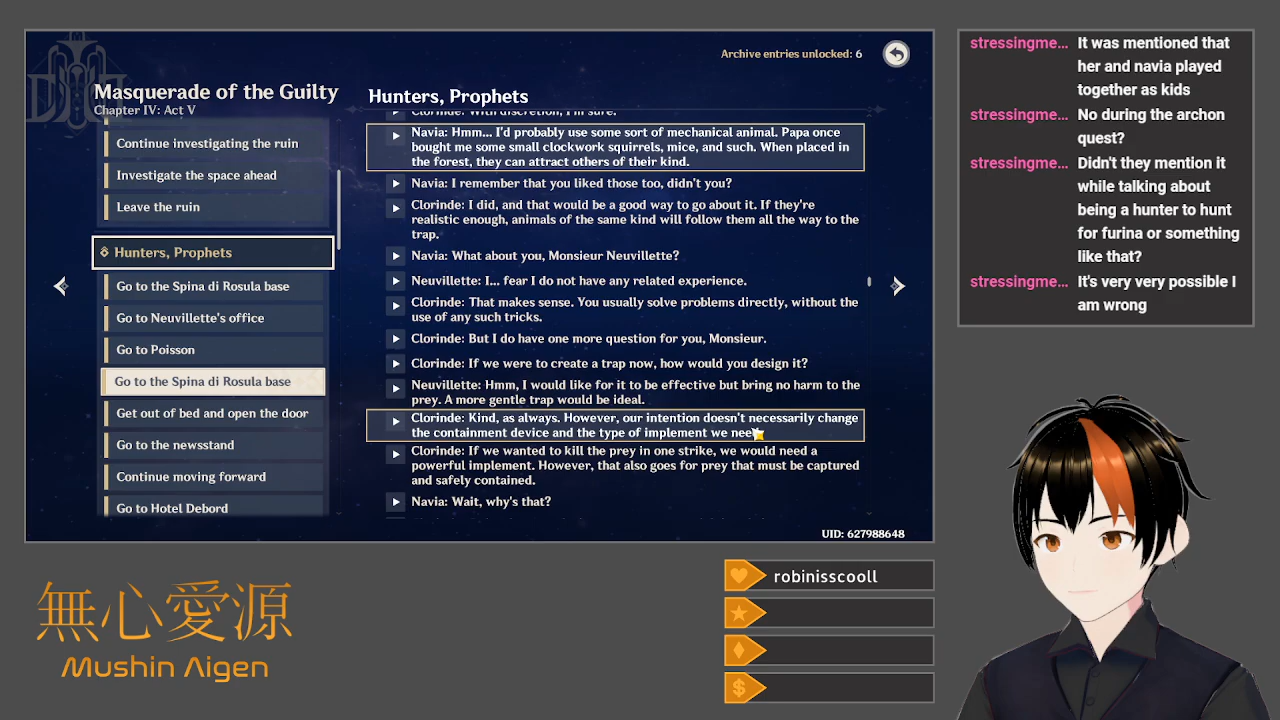 Archive entries unlocked: 6
Masquerade of the Guilty
Chapter IV: Act V
Continue investigating the ruin
Investigate the space ahead
Leave the ruin
Hunters, Prophets
Go to the Spina di Rosula base
Go to Neuvillette's office
Go to Poisson
Go to the Spina di Rosula base
Get out of bed and open the door
Go to the newsstand
Continue moving forward
Go to Hotel Debord
Hunters, Prophets
Clorinde: With discretion, I'm sure.
Navia: Hmm... I'd probably use some sort of mechanical animal. Papa once
bought me some small clockwork squirrels, mice, and such. When placed in
the forest, they can attract others of their kind.
Navia: I remember that you liked those too, didn't you?
Clorinde: I did, and that would be a good way to go about it. If they're
realistic enough, animals of the same kind will follow them all the way to the
trap.
Navia: What about you, Monsieur Neuvillette?
Neuvillette: I... fear I do not have any related experience.
Clorinde: That makes sense. You usually solve problems directly, without the
use of any such tricks.
Clorinde: But I do have one more question for you, Monsieur.
Clorinde: If we were to create a trap now, how would you design it?
Neuvillette: Hmm, I would like for it to be effective but bring no harm to the
prey. A more gentle trap would be ideal.
Clorinde: Kind, as always. However, our intention doesn't necessarily change
the containment device and the type of implement we need
Clorinde: If we wanted to kill the prey in one strike, we would need a
powerful implement. However, that also goes for prey that must be captured
and safely contained.
Navia: Wait, why's that?
UID: 627988648
stressingme... It was mentioned that
her and navia played
together as kids
stressingme... No during the archon
quest?
stressingme... Didn't they mention it
while talking about
being a hunter to hunt
for furina or something
like that?
stressingme... It's very very possible I
am wrong
無心愛源
Mushin Aigen
robinisscooll